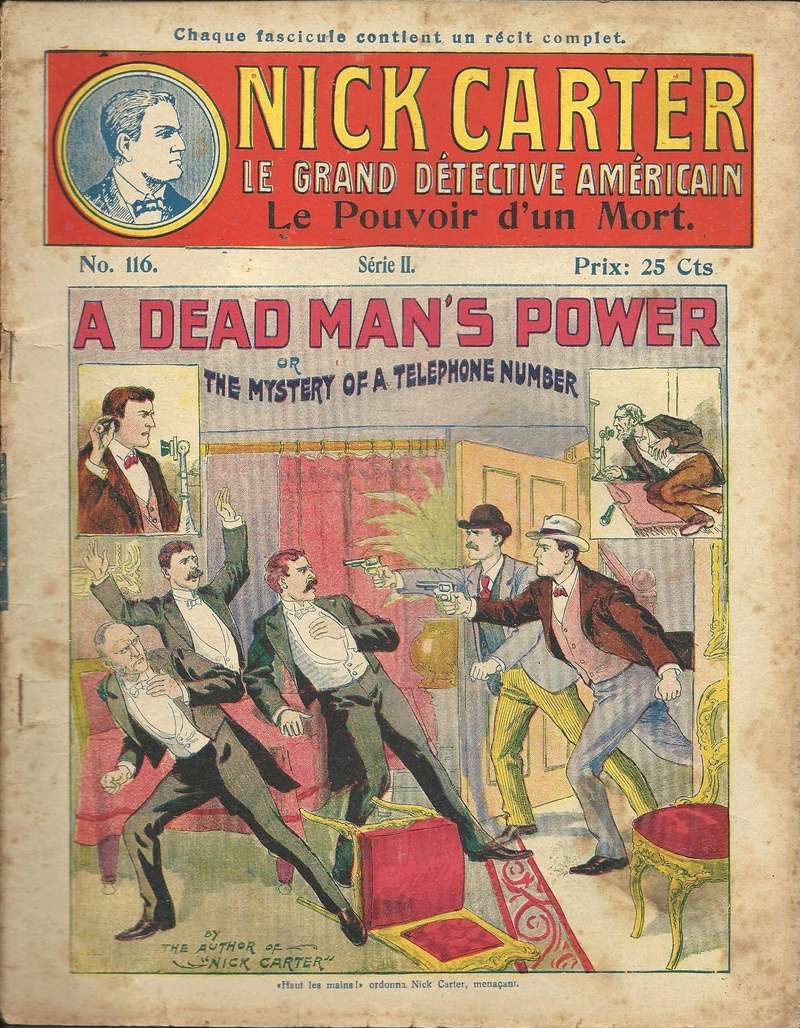 Chaque fascicule contient un récit complet.
NICK CARTER
LE GRAND DÉTECTIVE AMÉRICAIN
Le Pouvoir d'un Mort.
No. 116. Série II. Prix: 25 Cts
A DEAD MAN'S POWER
OR
THE MYSTERY OF A TELEPHONE NUMBER
BY
THE AUTHOR OF
"NICK CARTER"
«Haut les mains!» ordonna Nick Carter, menaçant.